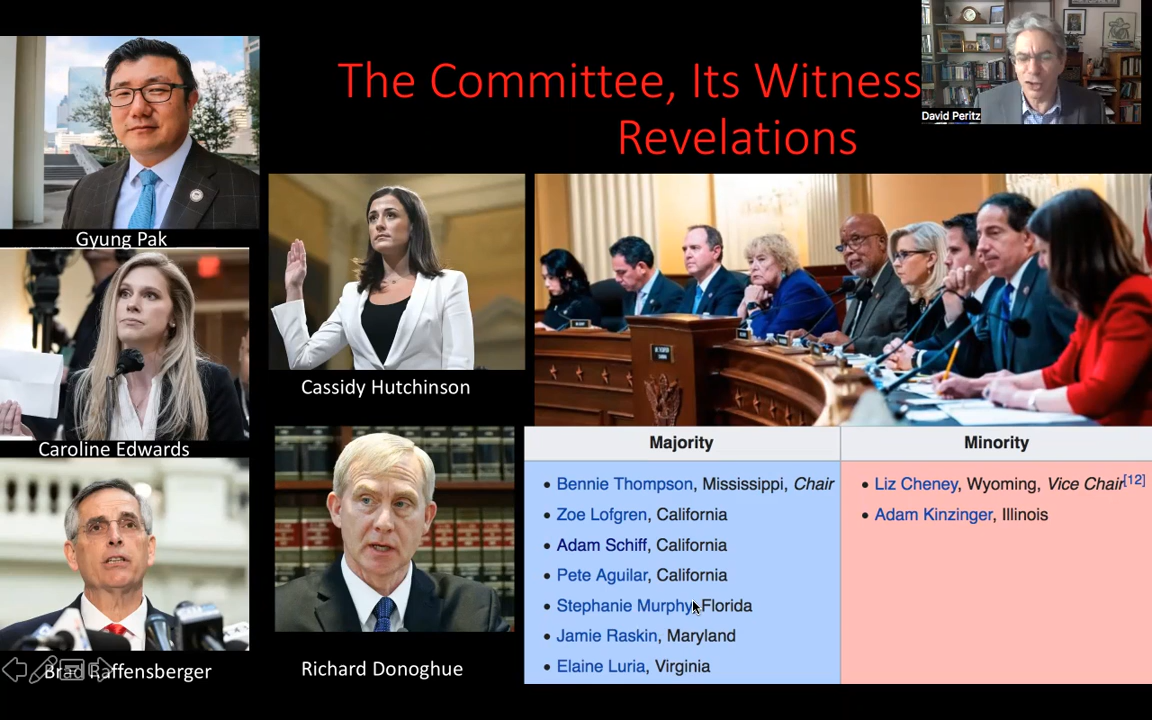 The Committee, Its Witness
Revelations
David Peritz
Gyung Pak
Cassidy Hutchinson
Caroline Edwards
Brad Raffensberger
Richard Donoghue
Majority
Bennie Thompson, Mississippi, Chair
Zoe Lofgren, California
Adam Schiff, California
Pete Aguilar, California
Stephanie Murphy, Florida
Jamie Raskin, Maryland
Elaine Luria, Virginia
Minority
Liz Cheney, Wyoming, Vice Chair[12]
Adam Kinzinger, Illinois